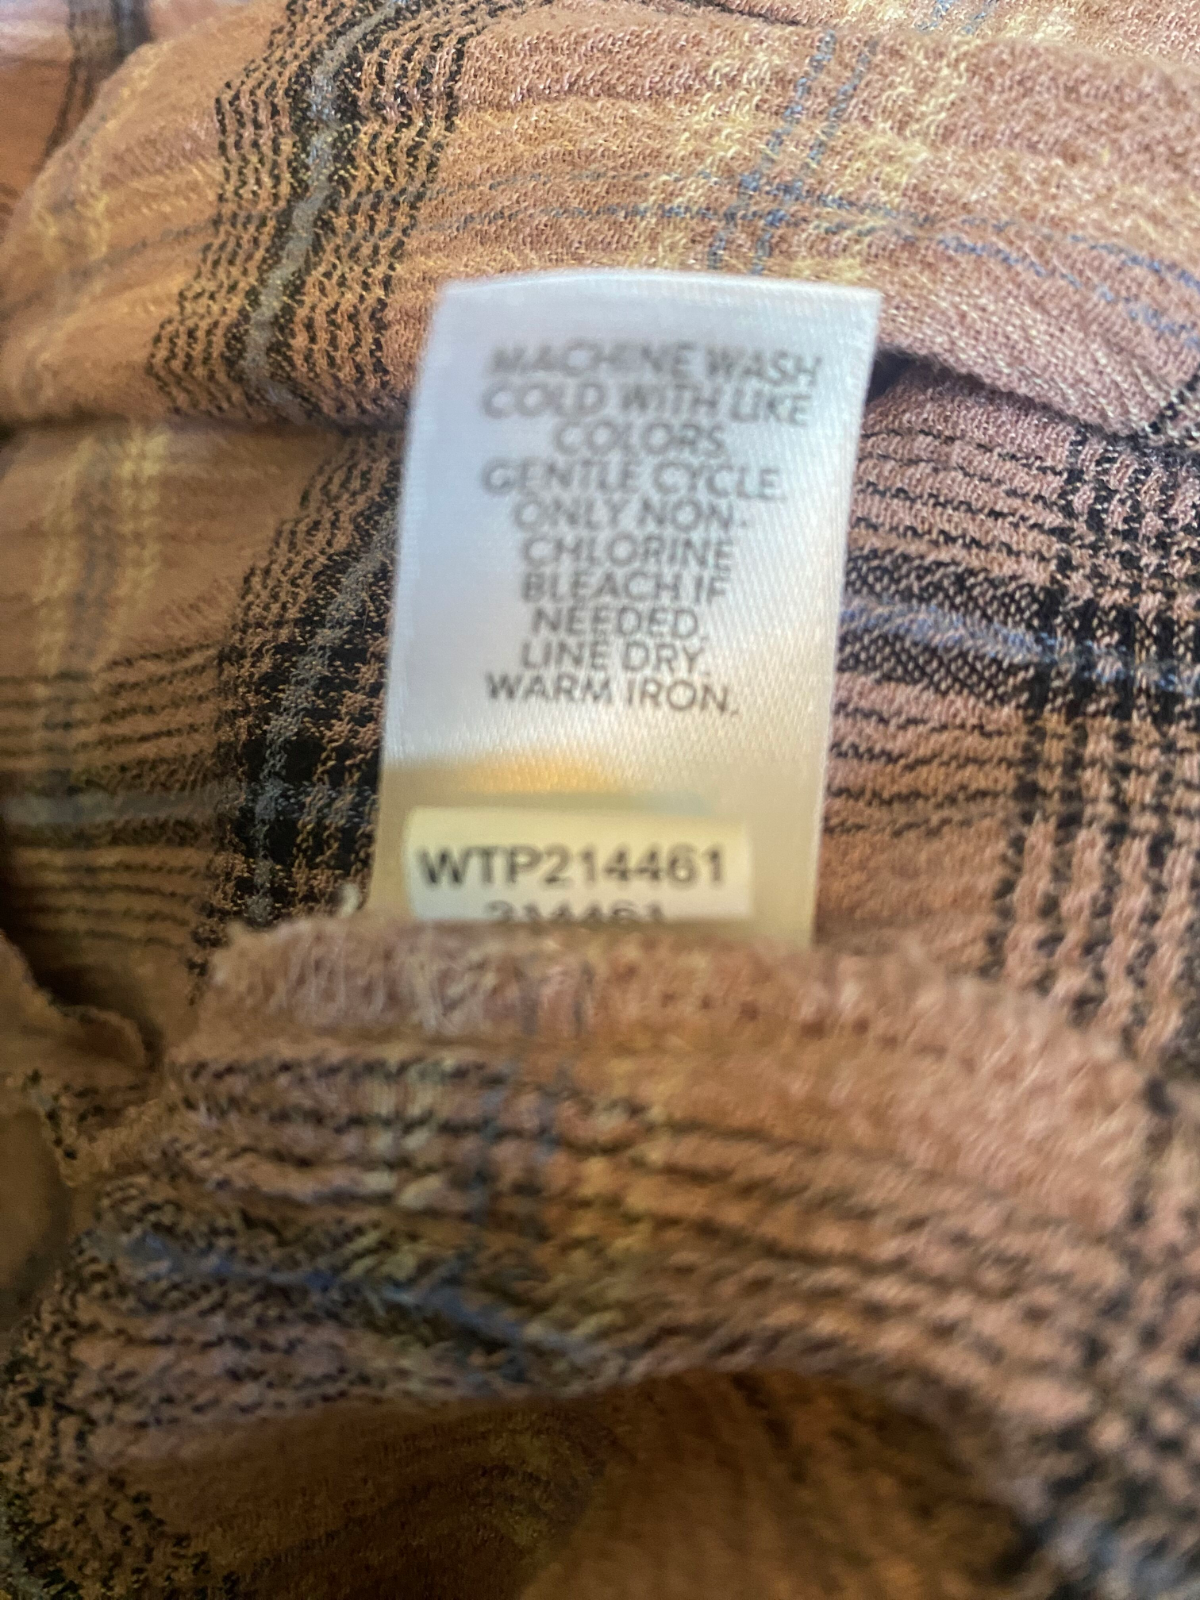 MACHINE WASH
COLD WITH LIKE
COLORS.
GENTLE CYCLE.
ONLY NON-
CHLORINE
BLEACH IF
NEEDED.
LINE DRY.
WARM IRON.
WTP214461
214461